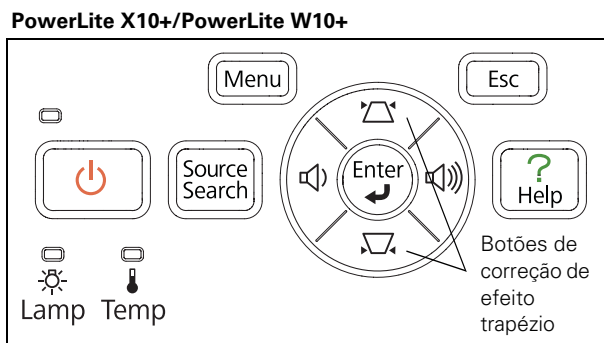 PowerLite X10+/PowerLite W10+
Menu
Esc
Source
Search
Enter
?
Help
Lamp Temp
Botões de
correção de
efeito
trapézio